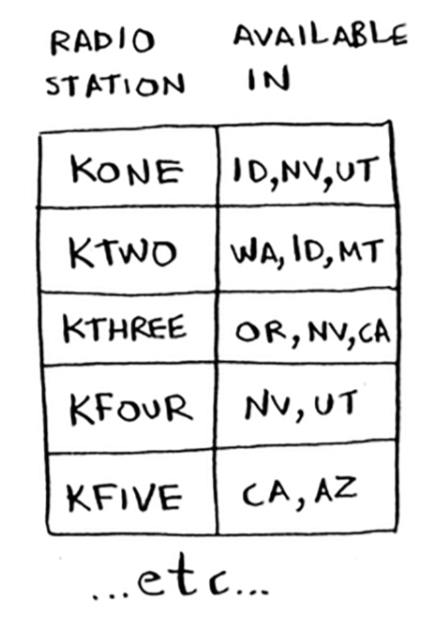 RADIO STATION AVAILABLE IN
KONE ID,NV,UT
KTWO WA,ID,MT
KTHREE OR,NV,CA
KFOUR NV,UT
KFIVE CA,AZ
...etc...